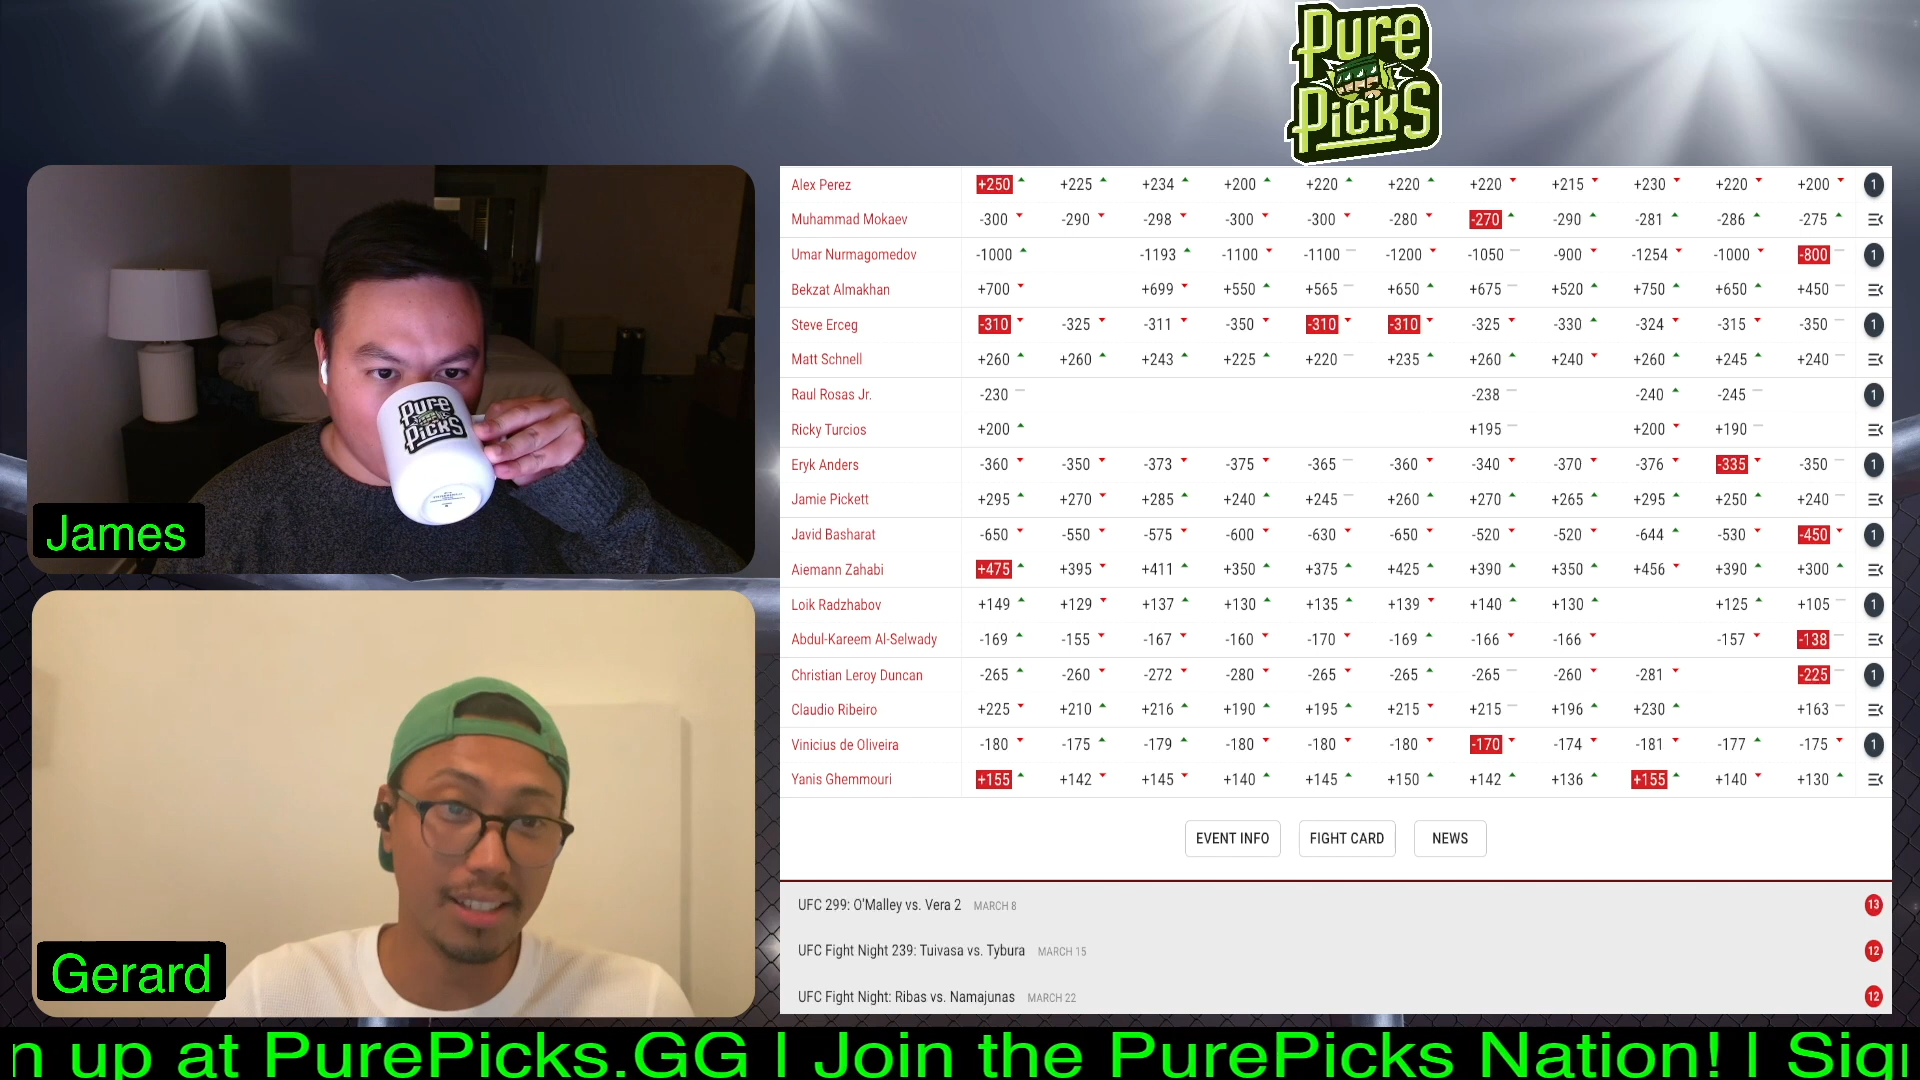 Pure
Picks
Alex Perez +250 +225 +234 +200 +220 +220 +220 +215 +230 +220 +200 1
Muhammad Mokaev -300 -290 -298 -300 -300 -280 -270 -290 -281 -286 -275
Umar Nurmagomedov -1000 -1193 -1100 -1100 -1200 -1050 -900 -1254 -1000 -800 1
Bekzat Almakhan +700 +699 +550 +565 +650 +675 +520 +750 +650 +450
Steve Erceg -310 -325 -311 -350 -310 -310 -325 -330 -324 -315 -350 1
Matt Schnell +260 +260 +243 +225 +220 +235 +260 +240 +260 +245 +240
Raul Rosas Jr. -230 -238 -240 -245 1
Ricky Turcios +200 +195 +200 +190
Eryk Anders -360 -350 -373 -375 -365 -360 -340 -370 -376 -335 -350 1
Jamie Pickett +295 +270 +285 +240 +245 +260 +270 +265 +295 +250 +240
Javid Basharat -650 -550 -575 -600 -630 -650 -520 -520 -644 -530 -450 1
Aiemann Zahabi +475 +395 +411 +350 +375 +425 +390 +350 +456 +390 +300
Loik Radzhabov +149 +129 +137 +130 +135 +139 +140 +130 +125 +105 1
Abdul-Kareem Al-Selwady -169 -155 -167 -160 -170 -169 -166 -166 -157 -138
Christian Leroy Duncan -265 -260 -272 -280 -265 -265 -265 -260 -281 -225 1
Claudio Ribeiro +225 +210 +216 +190 +195 +215 +215 +196 +230 +163
Vinicius de Oliveira -180 -175 -179 -180 -180 -180 -170 -174 -181 -177 -175 1
Yanis Ghemmouri +155 +142 +145 +140 +145 +150 +142 +136 +155 +140 +130
EVENT INFO FIGHT CARD NEWS
UFC 299: O'Malley vs. Vera 2 MARCH 8 13
UFC Fight Night 239: Tuivasa vs. Tybura MARCH 15 12
UFC Fight Night: Ribas vs. Namajunas MARCH 22 12
Pure
Picks
James
Gerard
n up at PurePicks.GG | Join the PurePicks Nation! | Sign